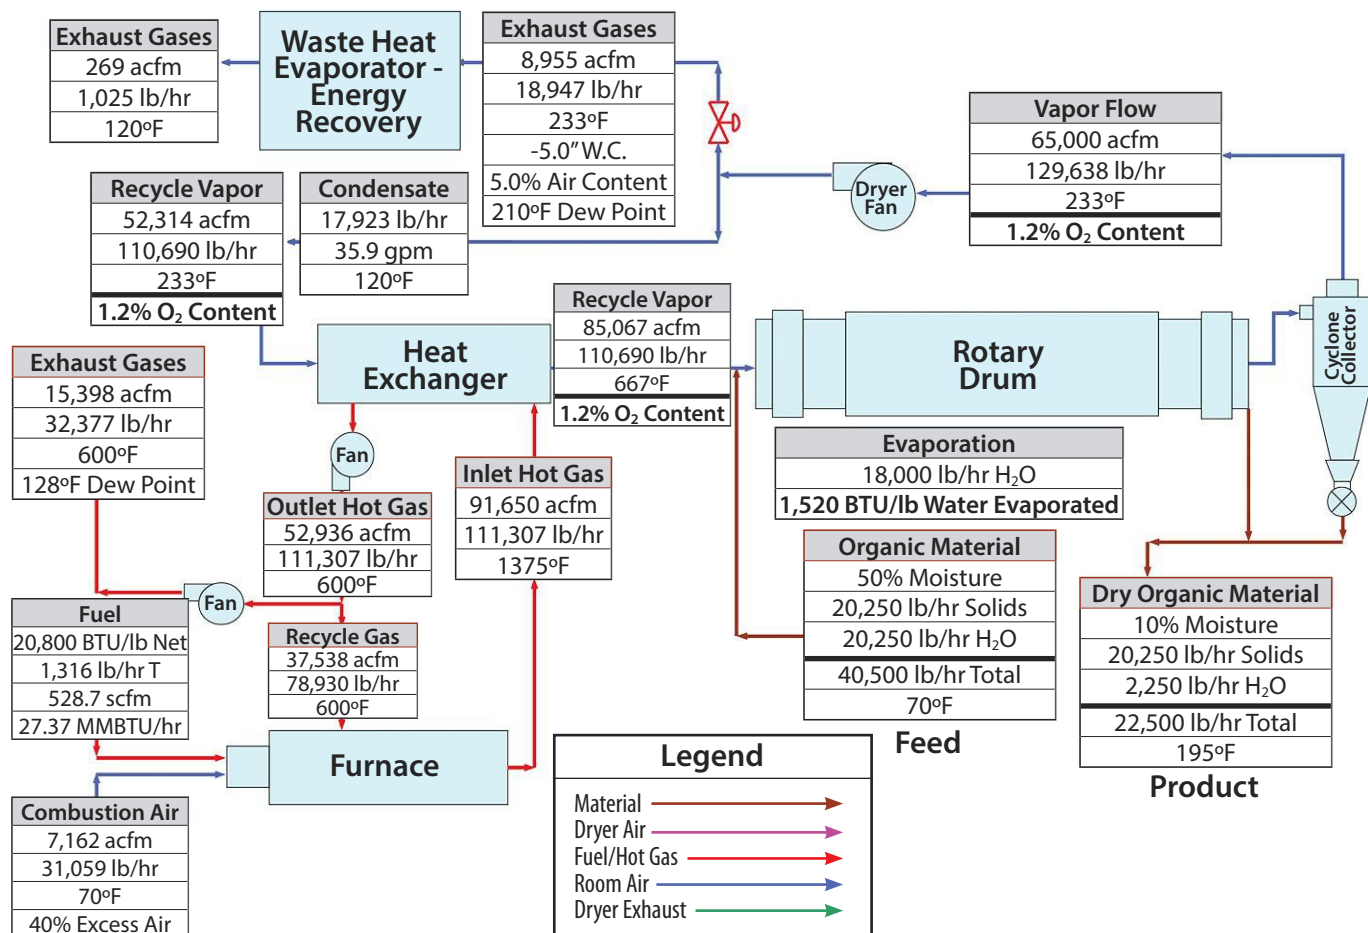 Exhaust Gases
269 acfm
1,025 lb/hr
120ºF
Waste Heat
Evaporator -
Energy
Recovery
Exhaust Gases
8,955 acfm
18,947 lb/hr
233ºF
-5.0” W.C.
5.0% Air Content
210ºF Dew Point
Vapor Flow
65,000 acfm
129,638 lb/hr
233ºF
1.2% O₂ Content
Dryer
Fan
Recycle Vapor
52,314 acfm
110,690 lb/hr
233ºF
1.2% O₂ Content
Condensate
17,923 lb/hr
35.9 gpm
120ºF
Heat
Exchanger
Recycle Vapor
85,067 acfm
110,690 lb/hr
667ºF
1.2% O₂ Content
Rotary
Drum
Cyclone
Collector
Exhaust Gases
15,398 acfm
32,377 lb/hr
600ºF
128ºF Dew Point
Fan
Outlet Hot Gas
52,936 acfm
111,307 lb/hr
600ºF
Inlet Hot Gas
91,650 acfm
111,307 lb/hr
1375ºF
Evaporation
18,000 lb/hr H₂O
1,520 BTU/lb Water Evaporated
Organic Material
50% Moisture
20,250 lb/hr Solids
20,250 lb/hr H₂O
40,500 lb/hr Total
70ºF
Feed
Dry Organic Material
10% Moisture
20,250 lb/hr Solids
2,250 lb/hr H₂O
22,500 lb/hr Total
195ºF
Product
Fan
Fuel
20,800 BTU/lb Net
1,316 lb/hr T
528.7 scfm
27.37 MMBTU/hr
Recycle Gas
37,538 acfm
78,930 lb/hr
600ºF
Furnace
Combustion Air
7,162 acfm
31,059 lb/hr
70ºF
40% Excess Air
Legend
Material
Dryer Air
Fuel/Hot Gas
Room Air
Dryer Exhaust